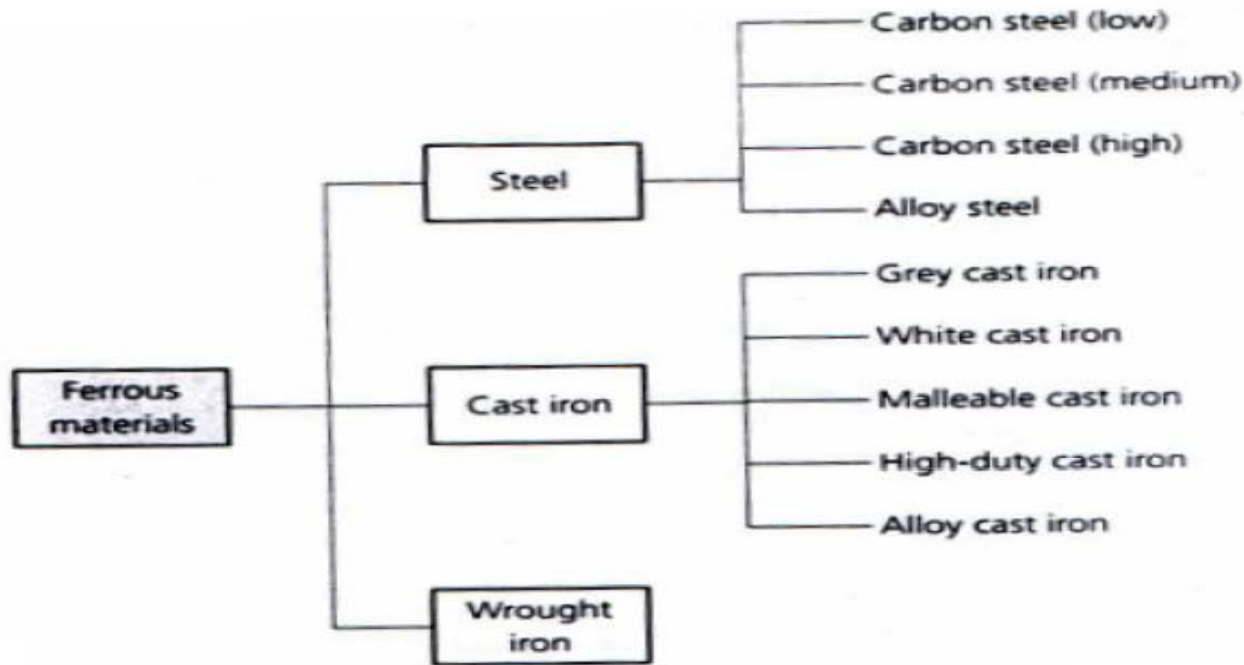 Carbon steel (low)
Carbon steel (medium)
Carbon steel (high)
Alloy steel
Steel
Grey cast iron
White cast iron
Malleable cast iron
High-duty cast iron
Alloy cast iron
Cast iron
Ferrous
materials
Wrought
iron